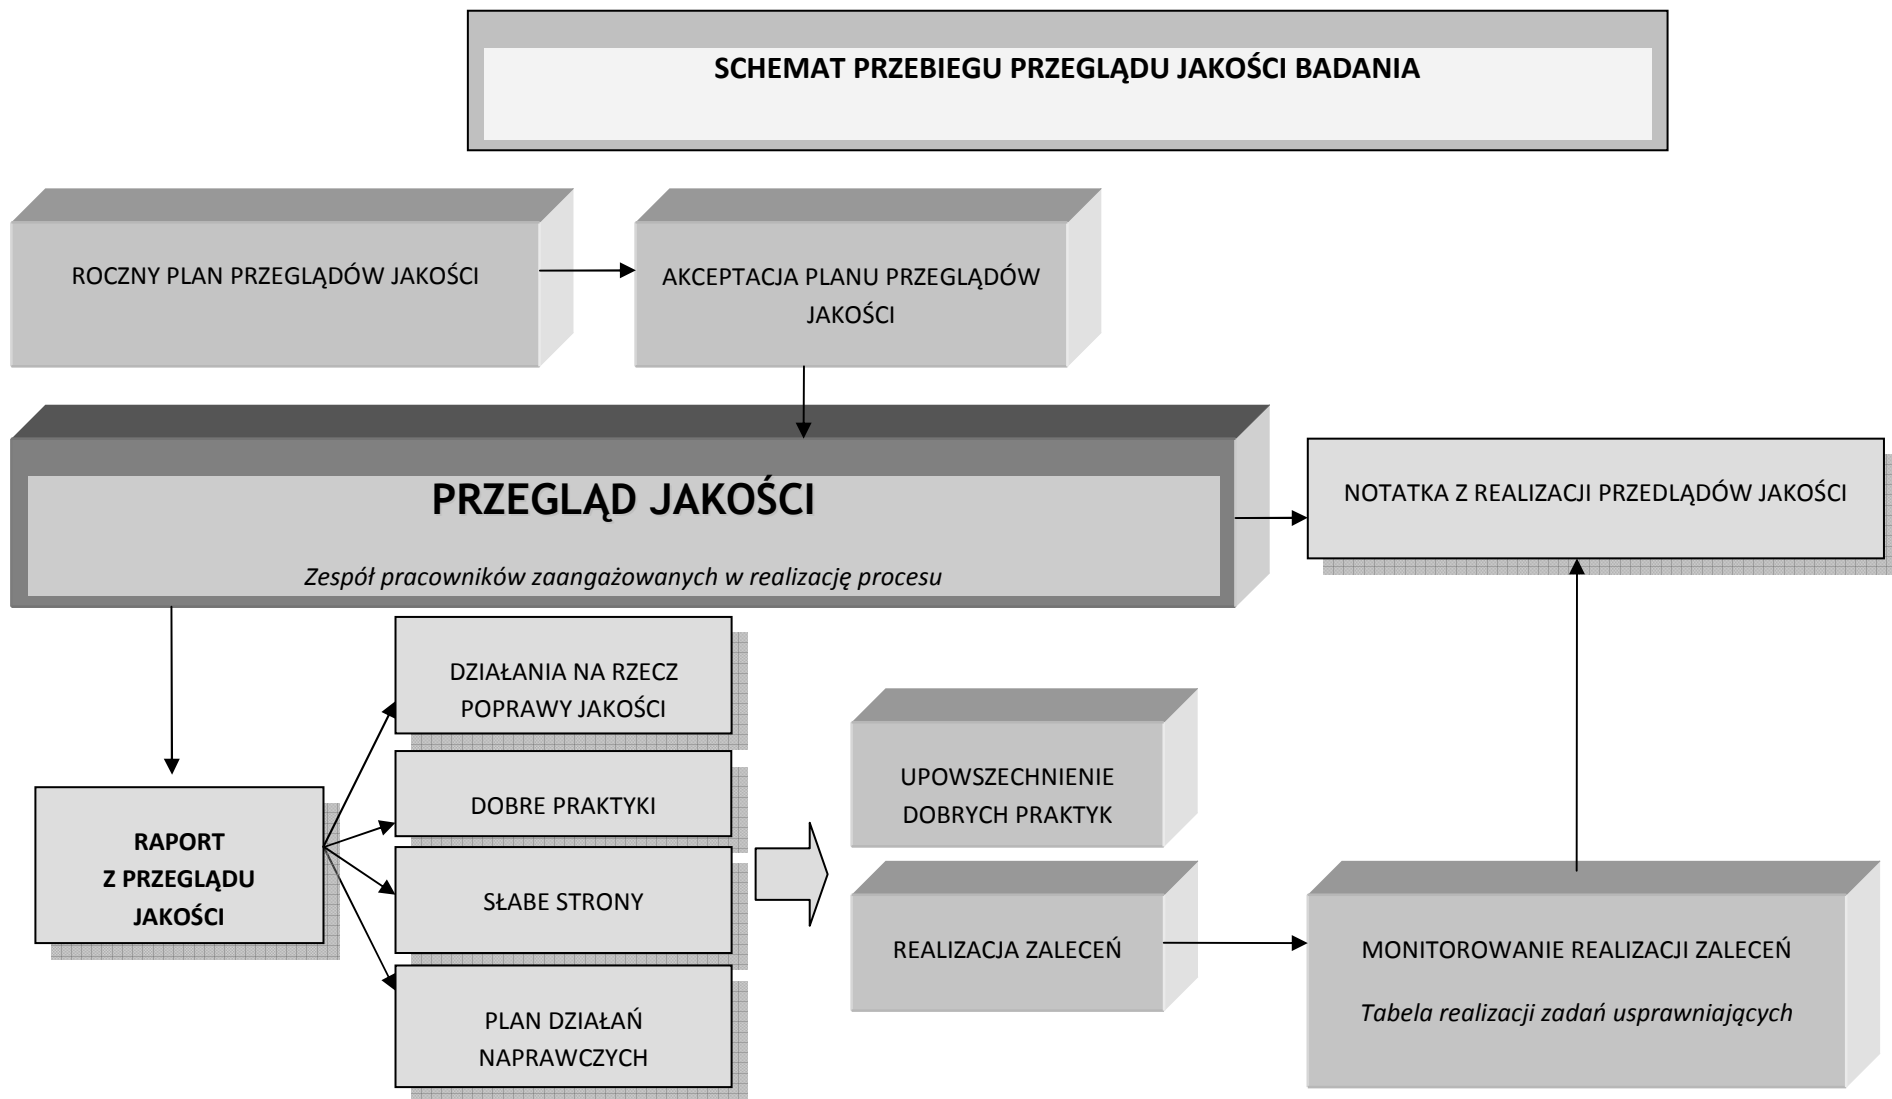 SCHEMAT PRZEBIEGU PRZEGLĄDU JAKOŚCI BADANIA
ROCZNY PLAN PRZEGLĄDÓW JAKOŚCI
AKCEPTACJA PLANU PRZEGLĄDÓW
JAKOŚCI
PRZEGLĄD JAKOŚCI
Zespół pracowników zaangażowanych w realizację procesu
NOTATKA Z REALIZACJI PRZEDLĄDÓW JAKOŚCI
RAPORT
Z PRZEGLĄDU
JAKOŚCI
DZIAŁANIA NA RZECZ
POPRAWY JAKOŚCI
DOBRE PRAKTYKI
SŁABE STRONY
PLAN DZIAŁAŃ
NAPRAWCZYCH
UPOWSZECHNIENIE
DOBRYCH PRAKTYK
REALIZACJA ZALECEŃ
MONITOROWANIE REALIZACJI ZALECEŃ
Tabela realizacji zadań usprawniających